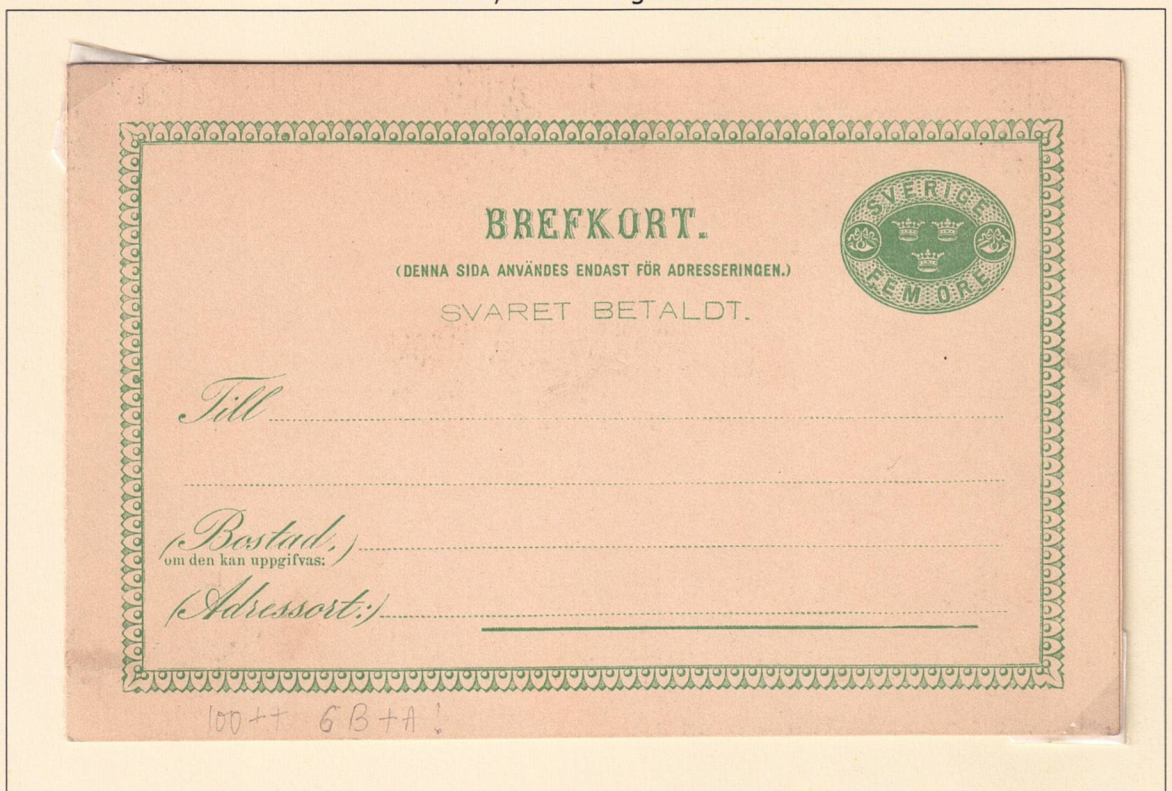 BREFKORT.
(DENNA SIDA ANVÄNDES ENDAST FÖR ADRESSERINGEN.)
SVARET BETALDT.
SVERIGE
FEM ÖRE
Till
(Bostad,)
om den kan uppgifvas:
(Adressort:)
100++ 6B+A!